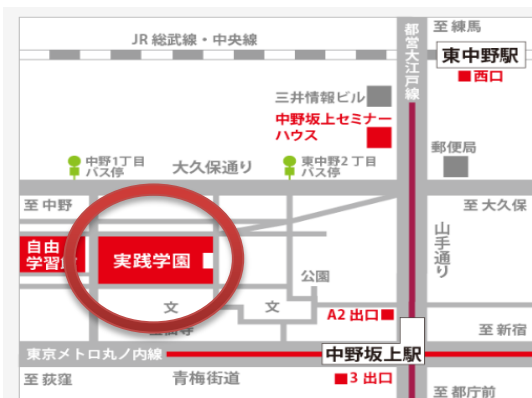 至 練馬
JR 総武線・中央線
都営大江戸線
東中野駅
西口
三井情報ビル
中野坂上セミナー
ハウス
郵便局
中野1丁目
バス停
大久保通り
東中野2丁目
バス停
至 中野
至 大久保
自由
学習館
実践学園
山手通り
公園
文
文
A2 出口
至 新宿
東京メトロ丸ノ内線
中野坂上駅
至 荻窪
青梅街道
3 出口
至 都庁前